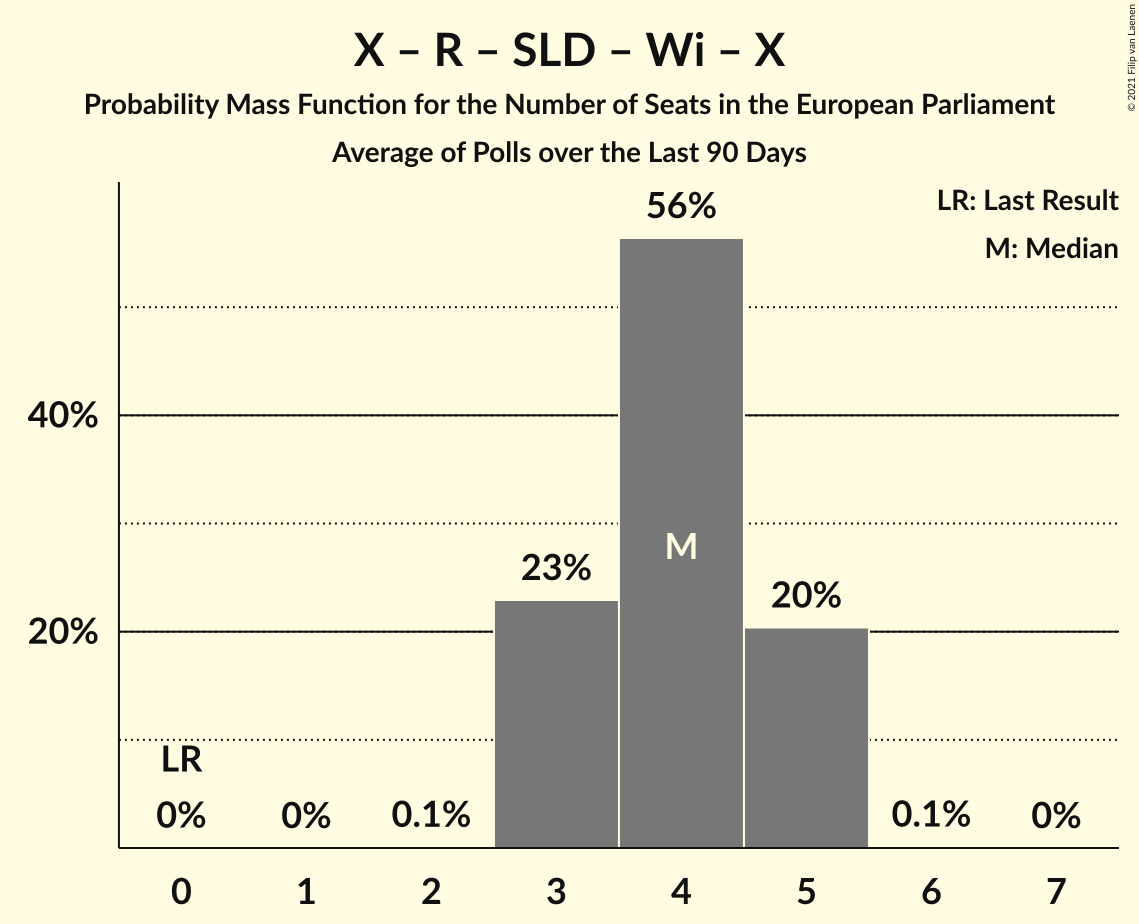 X – R – SLD – Wi – X
Probability Mass Function for the Number of Seats in the European Parliament
Average of Polls over the Last 90 Days
© 2021 Filip van Laenen
LR: Last Result
M: Median
56%
40%
M
23%
20%
20%
LR
0%
0%
0.1%
0.1%
0%
0 1 2 3 4 5 6 7